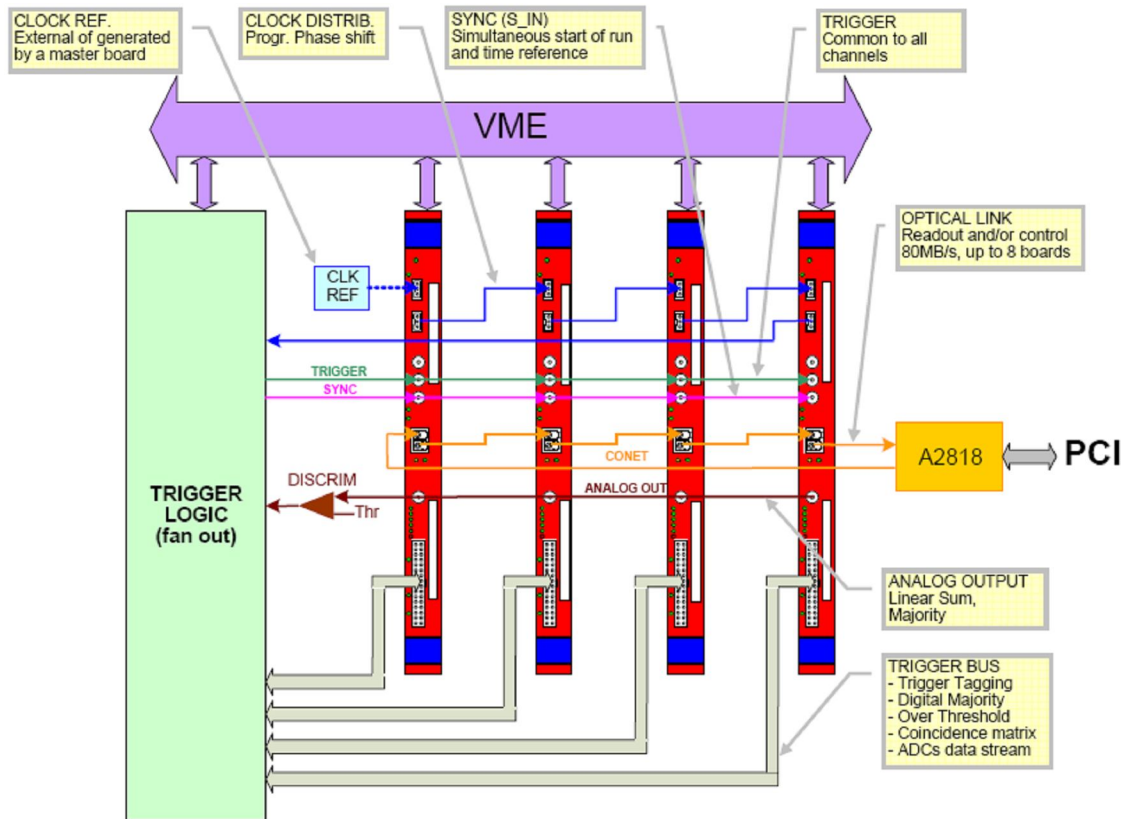 CLOCK REF.
External of generated
by a master board
CLOCK DISTRIB.
Progr. Phase shift
SYNC (S_IN)
Simultaneous start of run
and time reference
TRIGGER
Common to all
channels
VME
OPTICAL LINK
Readout and/or control
80MB/s, up to 8 boards
CLK
REF
TRIGGER
SYNC
CONET
A2818
PCI
DISCRIM
ANALOG OUT
Thr
TRIGGER
LOGIC
(fan out)
ANALOG OUTPUT
Linear Sum,
Majority
TRIGGER BUS
- Trigger Tagging
- Digital Majority
- Over Threshold
- Coincidence matrix
- ADCs data stream